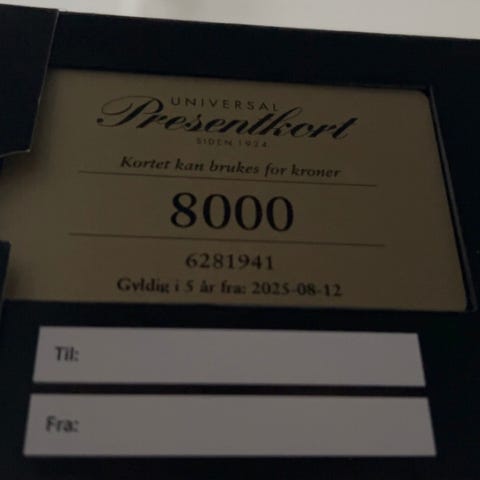 UNIVERSAL
Presentkort
SIDEN 1924
Kortet kan brukes for kroner
8000
6281941
Gyldig i 5 år fra: 2025-08-12
Til:
Fra: